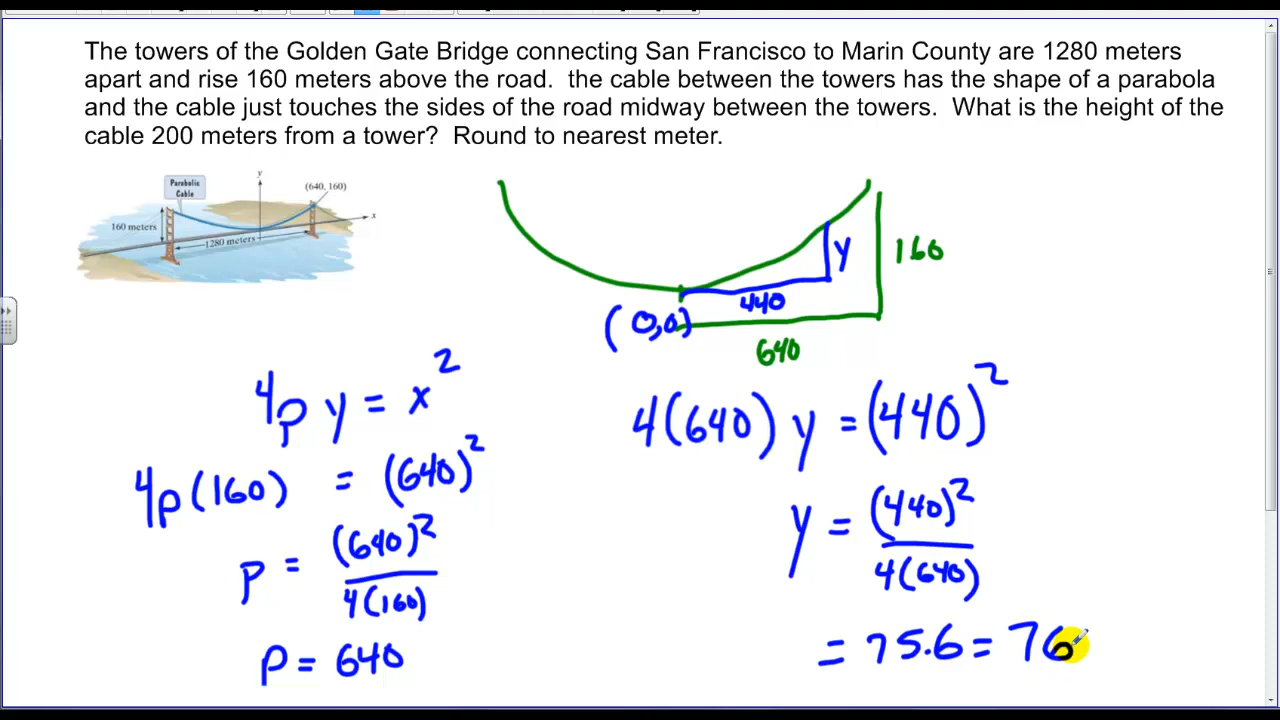 The towers of the Golden Gate Bridge connecting San Francisco to Marin County are 1280 meters
apart and rise 160 meters above the road. the cable between the towers has the shape of a parabola
and the cable just touches the sides of the road midway between the towers. What is the height of the
cable 200 meters from a tower? Round to nearest meter.
y
Parabolic
Cable
(640, 160)
x
160 meters
1280 meters
y
160
440
(0,0)
640
4p y = x²
4p(160) = (640)²
p = (640)² / 4(160)
p = 640
4(640) y = (440)²
y = (440)² / 4(640)
= 75.6 = 76